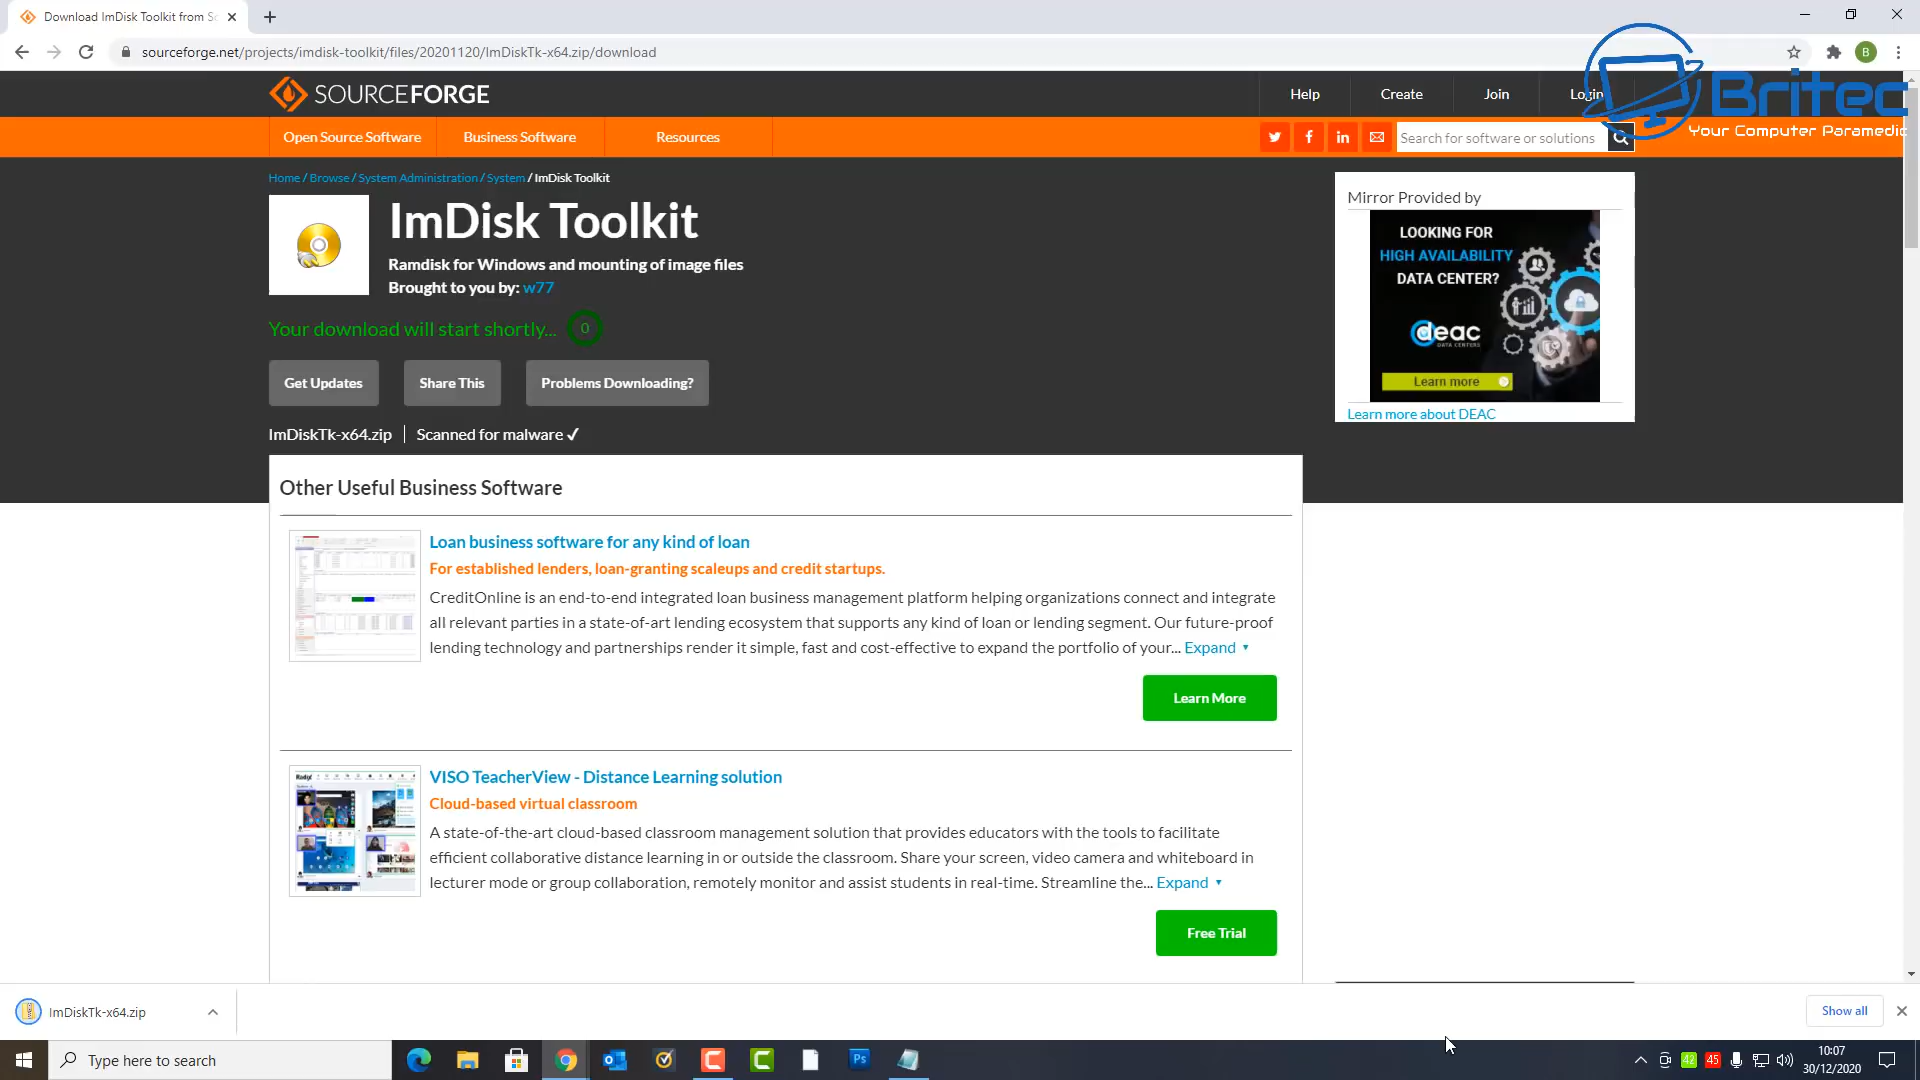 Download ImDisk Toolkit from So
sourceforge.net/projects/imdisk-toolkit/files/20201120/ImDiskTk-x64.zip/download
B
Britec
Your Computer Paramedic
SOURCEFORGE
Help
Create
Join
Login
Open Source Software
Business Software
Resources
Search for software or solutions
Home / Browse / System Administration / System / ImDisk Toolkit
ImDisk Toolkit
Ramdisk for Windows and mounting of image files
Brought to you by: w77
Your download will start shortly... 0
Get Updates
Share This
Problems Downloading?
ImDiskTk-x64.zip
Scanned for malware ✓
Mirror Provided by
LOOKING FOR
HIGH AVAILABILITY
DATA CENTER?
deac
DATA CENTERS
Learn more
Learn more about DEAC
Other Useful Business Software
Loan business software for any kind of loan
For established lenders, loan-granting scaleups and credit startups.
CreditOnline is an end-to-end integrated loan business management platform helping organizations connect and integrate
all relevant parties in a state-of-art lending ecosystem that supports any kind of loan or lending segment. Our future-proof
lending technology and partnerships render it simple, fast and cost-effective to expand the portfolio of your... Expand
Learn More
VISO TeacherView - Distance Learning solution
Cloud-based virtual classroom
A state-of-the-art cloud-based classroom management solution that provides educators with the tools to facilitate
efficient collaborative distance learning in or outside the classroom. Share your screen, video camera and whiteboard in
lecturer mode or group collaboration, remotely monitor and assist students in real-time. Streamline the... Expand
Free Trial
ImDiskTk-x64.zip
Show all
Type here to search
Ps
42
45
10:07
30/12/2020